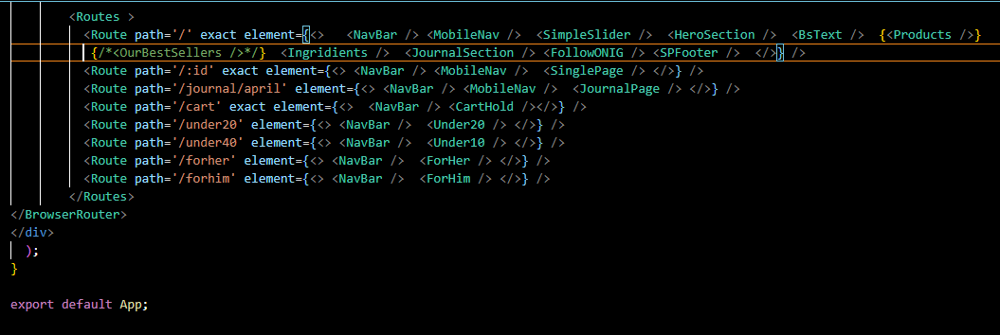 <Routes >
<Route path='/' exact element={<>   <NavBar /> <MobileNav />  <SimpleSlider />  <HeroSection />  <BsText />  {<Products />}
{/*<OurBestSellers />*/}  <Ingridients />  <JournalSection /> <FollowONIG /> <SPFooter />  </>} />
<Route path='/:id' exact element={<> <NavBar /> <MobileNav />  <SinglePage /> </>} />
<Route path='/journal/april' element={<> <NavBar /> <MobileNav />  <JournalPage /> </>} />
<Route path='/cart' exact element={<>  <NavBar /> <CartHold /></>} />
<Route path='/under20' element={<> <NavBar />  <Under20 /> </>} />
<Route path='/under40' element={<> <NavBar />  <Under10 /> </>} />
<Route path='/forher' element={<> <NavBar />  <ForHer /> </>} />
<Route path='/forhim' element={<> <NavBar />  <ForHim /> </>} />
</Routes>
</BrowserRouter>
</div>
);
}
export default App;